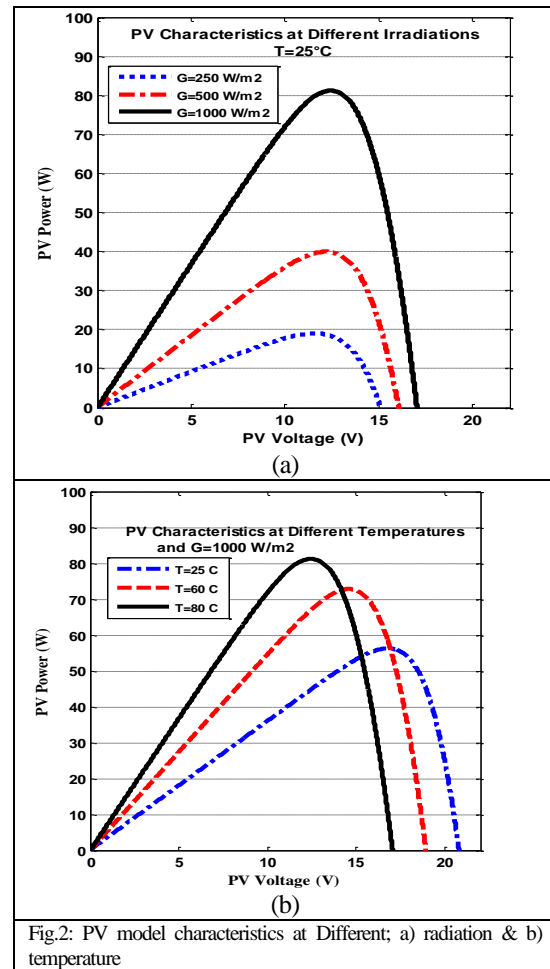 PV Characteristics at Different Irradiations
T=25°C
G=250 W/m2
G=500 W/m2
G=1000 W/m2
100
90
80
70
60
50
40
30
20
10
0
PV Power (W)
0 5 10 15 20
PV Voltage (V)
(a)
PV Characteristics at Different Temperatures
and G=1000 W/m2
T=25 C
T=60 C
T=80 C
100
90
80
70
60
50
40
30
20
10
0
PV Power (W)
0 5 10 15 20
PV Voltage (V)
(b)
Fig.2: PV model characteristics at Different; a) radiation & b)
temperature